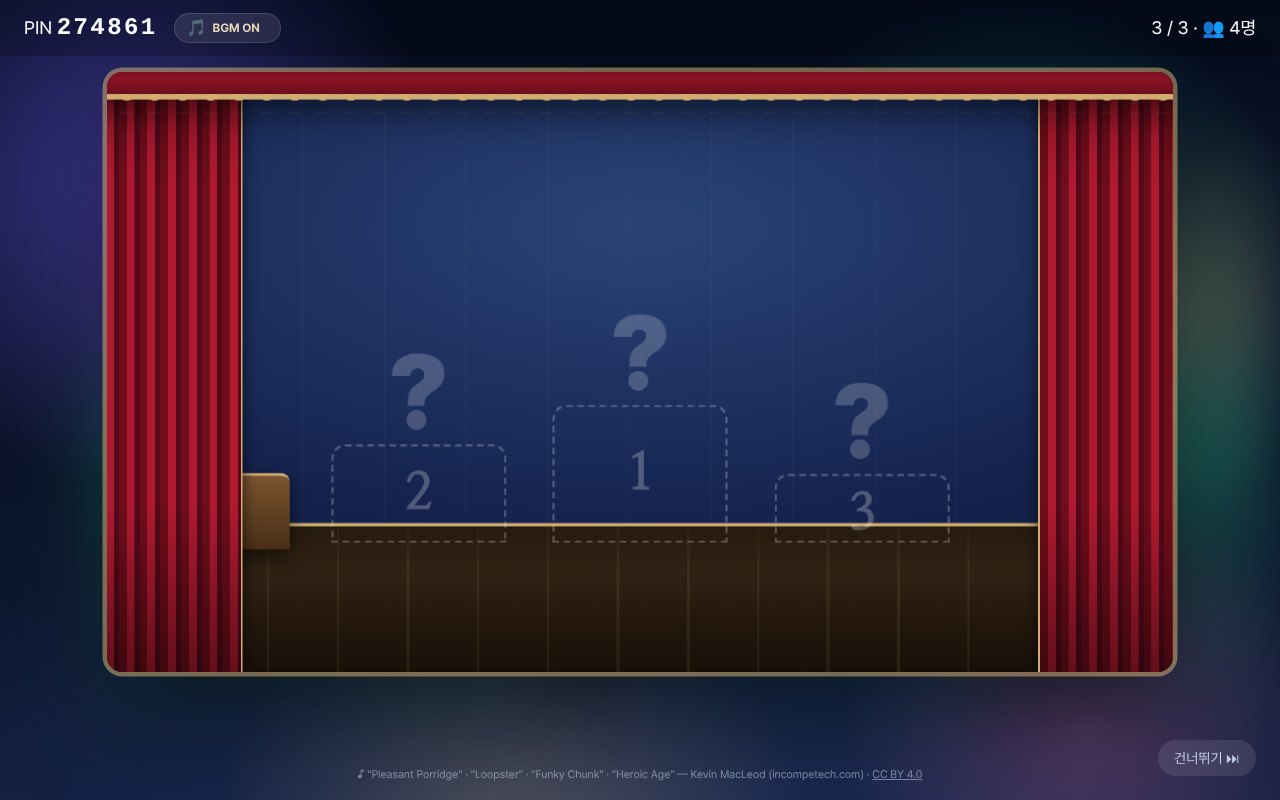 PIN 274861
🎵 BGM ON
3 / 3 · 👥 4명
?
?
?
2
1
3
♪ "Pleasant Porridge" · "Loopster" · "Funky Chunk" · "Heroic Age" — Kevin MacLeod (incompetech.com) · CC BY 4.0
건너뛰기 ⏭